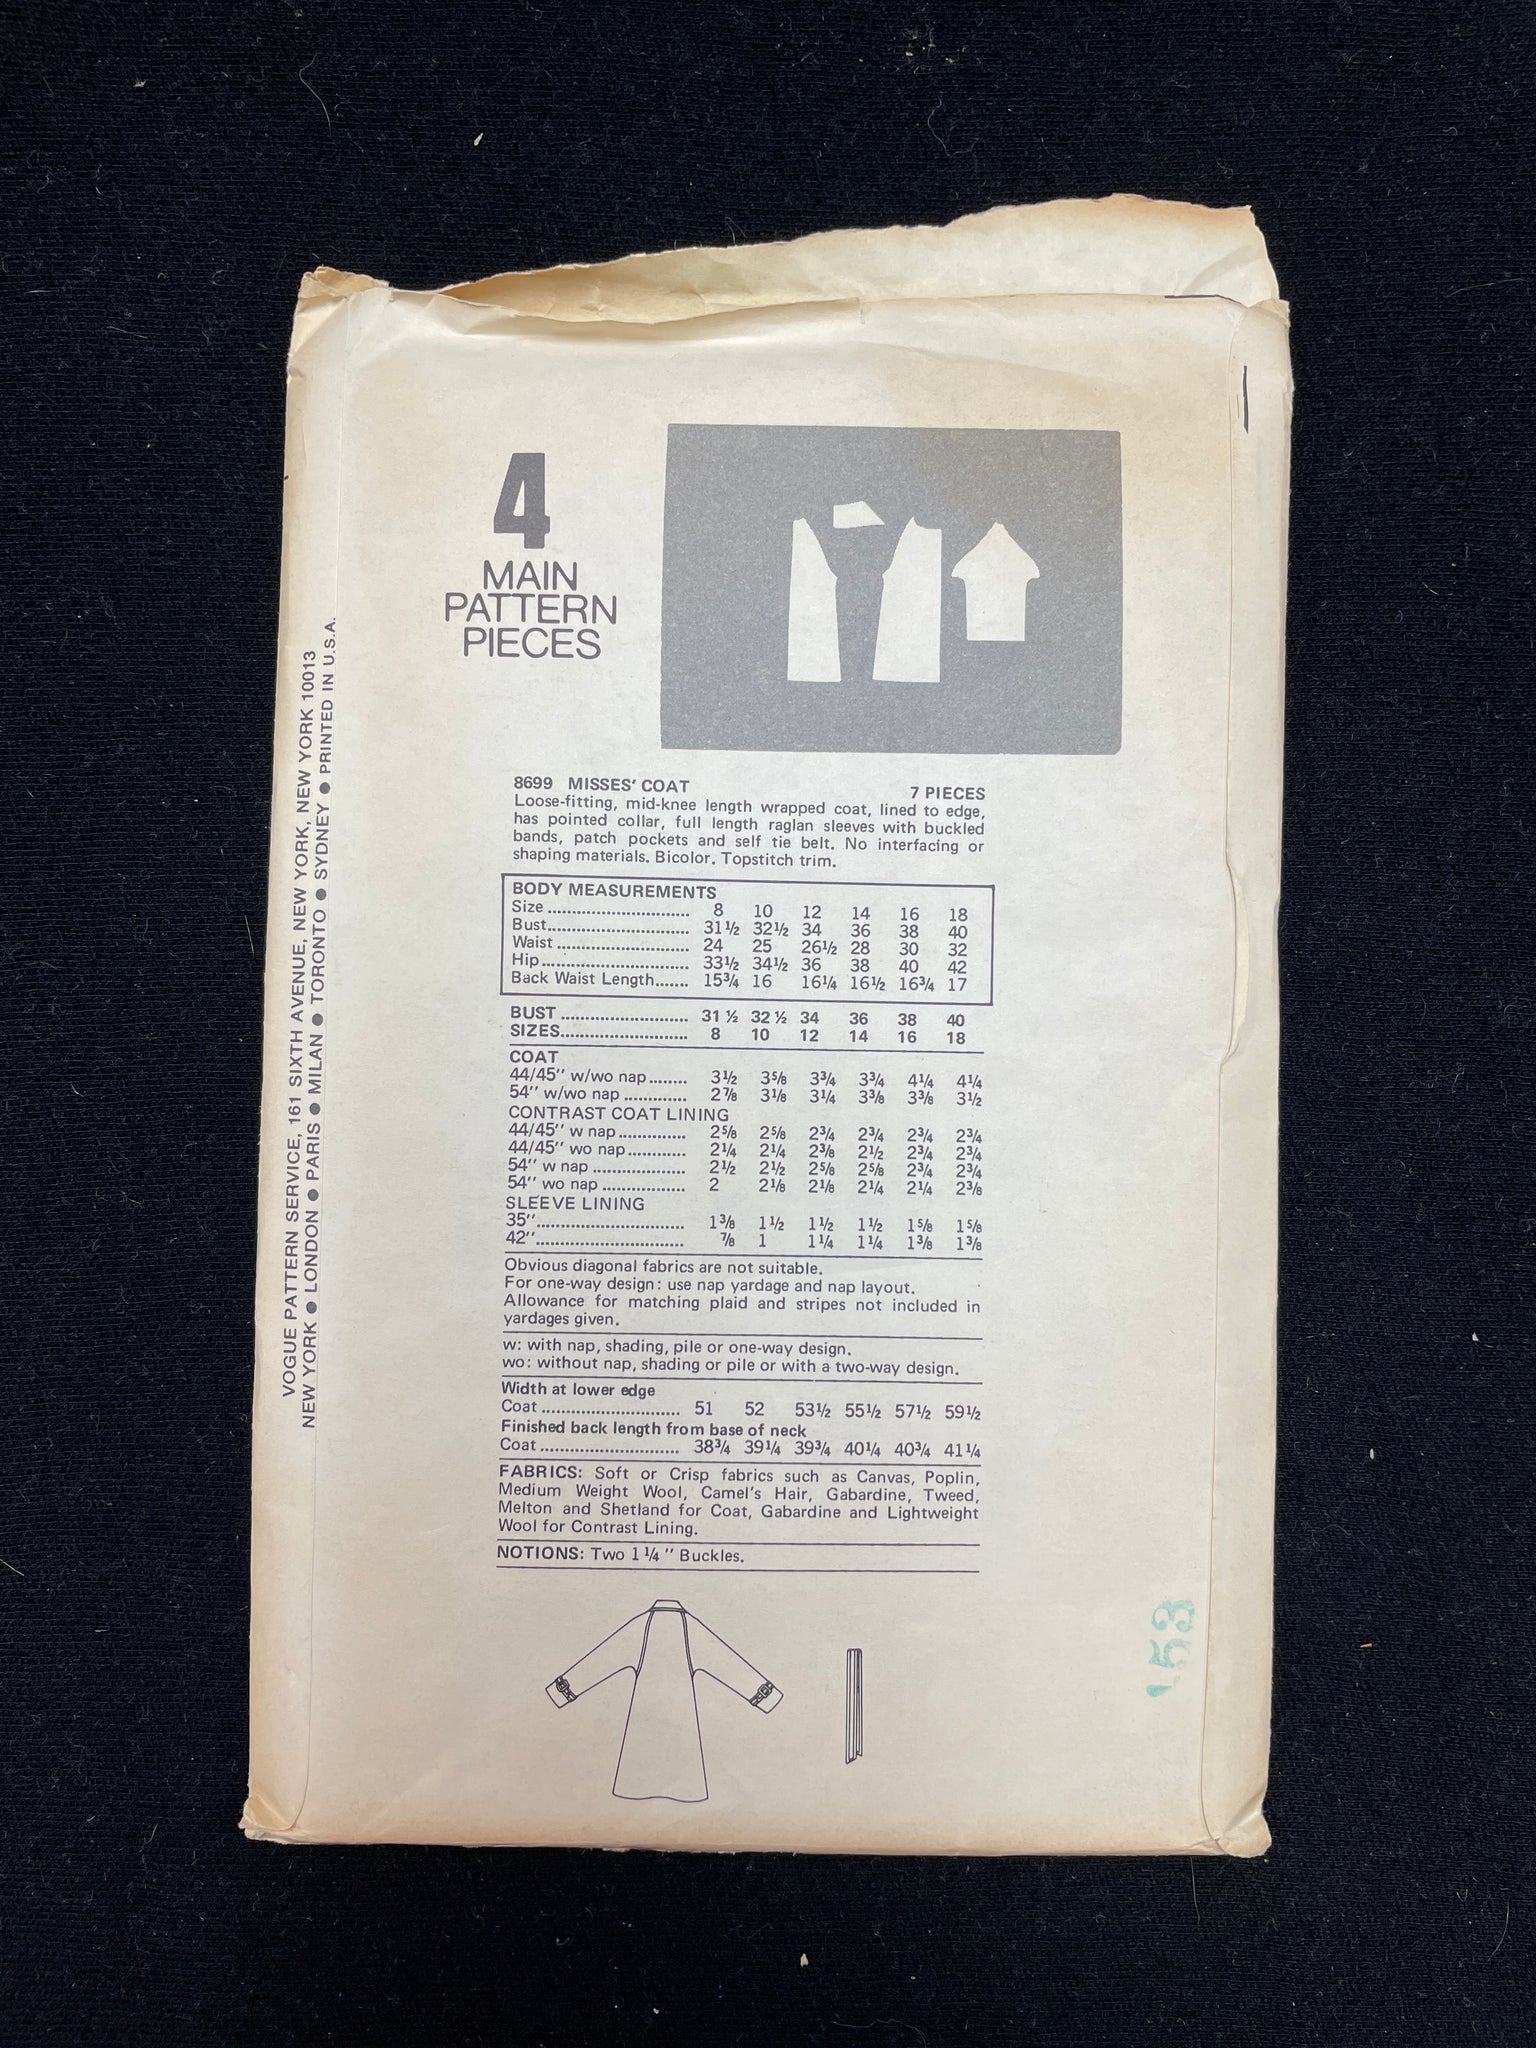 4
MAIN
PATTERN
PIECES
VOGUE PATTERN SERVICE, 161 SIXTH AVENUE, NEW YORK, NEW YORK 10013
NEW YORK ● LONDON ● PARIS ● MILAN ● TORONTO ● SYDNEY ● PRINTED IN U.S.A.
8699 MISSES' COAT 7 PIECES
Loose-fitting, mid-knee length wrapped coat, lined to edge,
has pointed collar, full length raglan sleeves with buckled
bands, patch pockets and self tie belt. No interfacing or
shaping materials. Bicolor. Topstitch trim.
BODY MEASUREMENTS
Size ............................ 8 10 12 14 16 18
Bust............................ 31½ 32½ 34 36 38 40
Waist .......................... 24 25 26½ 28 30 32
Hip.............................. 33½ 34½ 36 38 40 42
Back Waist Length....... 15¾ 16 16¼ 16½ 16¾ 17
BUST ......................... 31 ½ 32 ½ 34 36 38 40
SIZES......................... 8 10 12 14 16 18
COAT
44/45" w/wo nap........ 3½ 3⅝ 3¾ 3¾ 4¼ 4¼
54" w/wo nap ............. 2⅞ 3⅛ 3¼ 3⅜ 3⅜ 3½
CONTRAST COAT LINING
44/45" w nap.............. 2⅝ 2⅝ 2¾ 2¾ 2¾ 2¾
44/45" wo nap............ 2¼ 2¼ 2⅜ 2½ 2¾ 2¾
54" w nap ................... 2½ 2½ 2⅝ 2⅝ 2¾ 2¾
54" wo nap ................. 2 2⅛ 2⅛ 2¼ 2¼ 2⅜
SLEEVE LINING
35"............................. 1⅜ 1½ 1½ 1½ 1⅝ 1⅝
42"............................. ⅞ 1 1¼ 1¼ 1⅜ 1⅜
Obvious diagonal fabrics are not suitable.
For one-way design: use nap yardage and nap layout.
Allowance for matching plaid and stripes not included in
yardages given.
w: with nap, shading, pile or one-way design.
wo: without nap, shading or pile or with a two-way design.
Width at lower edge
Coat ............................ 51 52 53½ 55½ 57½ 59½
Finished back length from base of neck
Coat ............................ 38¾ 39¼ 39¾ 40¼ 40¾ 41¼
FABRICS: Soft or Crisp fabrics such as Canvas, Poplin,
Medium Weight Wool, Camel's Hair, Gabardine, Tweed,
Melton and Shetland for Coat, Gabardine and Lightweight
Wool for Contrast Lining.
NOTIONS: Two 1¼" Buckles.